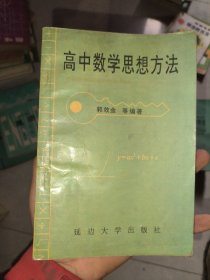 高中数学思想方法
郭效金 等编著
延边大学出版社